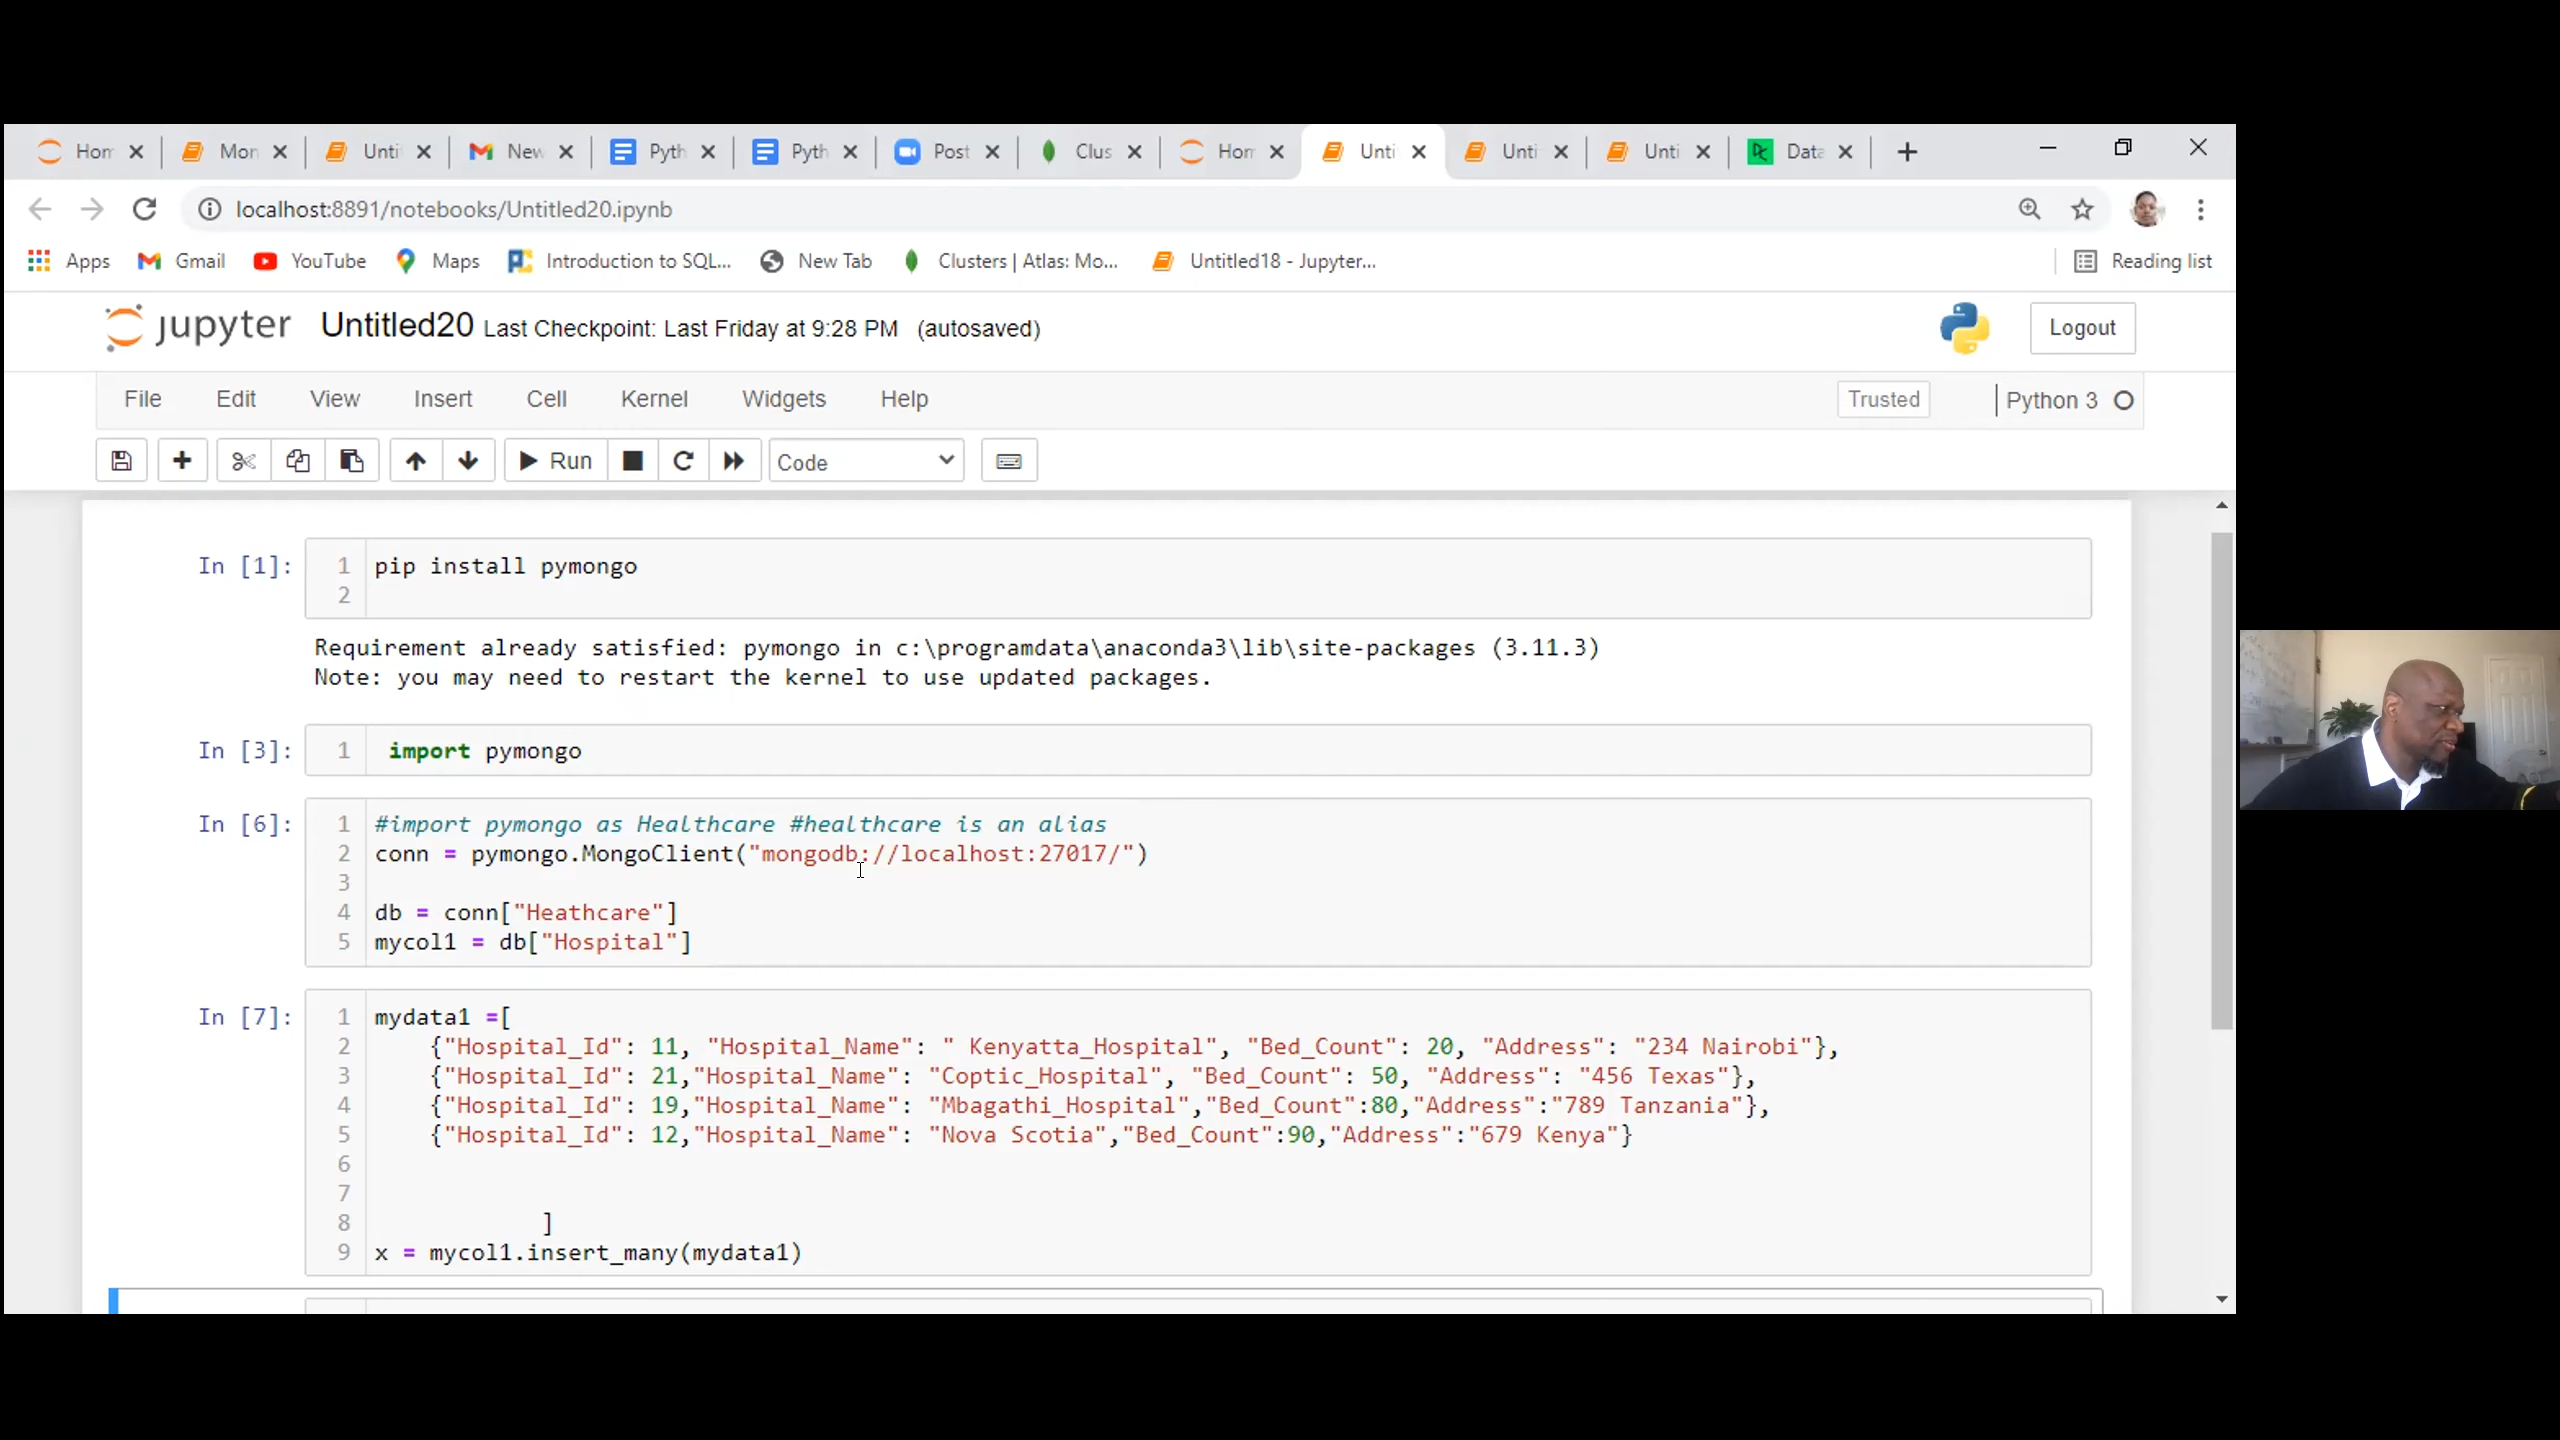 Hom Mon Unti New Pyth Pyth Post Clus Hom Unti Unti Unti Data
localhost:8891/notebooks/Untitled20.ipynb
Apps Gmail YouTube Maps Introduction to SQL... New Tab Clusters | Atlas: Mo... Untitled18 - Jupyter... Reading list
jupyter Untitled20 Last Checkpoint: Last Friday at 9:28 PM (autosaved) Logout
File Edit View Insert Cell Kernel Widgets Help Trusted Python 3
Run Code
In [1]: 1 pip install pymongo
2
Requirement already satisfied: pymongo in c:\programdata\anaconda3\lib\site-packages (3.11.3)
Note: you may need to restart the kernel to use updated packages.
In [3]: 1 import pymongo
In [6]: 1 #import pymongo as Healthcare #healthcare is an alias
2 conn = pymongo.MongoClient("mongodb://localhost:27017/")
3
4 db = conn["Heathcare"]
5 mycol1 = db["Hospital"]
In [7]: 1 mydata1 =[
2 {"Hospital_Id": 11, "Hospital_Name": " Kenyatta_Hospital", "Bed_Count": 20, "Address": "234 Nairobi"},
3 {"Hospital_Id": 21,"Hospital_Name": "Coptic_Hospital", "Bed_Count": 50, "Address": "456 Texas"},
4 {"Hospital_Id": 19,"Hospital_Name": "Mbagathi_Hospital","Bed_Count":80,"Address":"789 Tanzania"},
5 {"Hospital_Id": 12,"Hospital_Name": "Nova Scotia","Bed_Count":90,"Address":"679 Kenya"}
6
7
8 ]
9 x = mycol1.insert_many(mydata1)